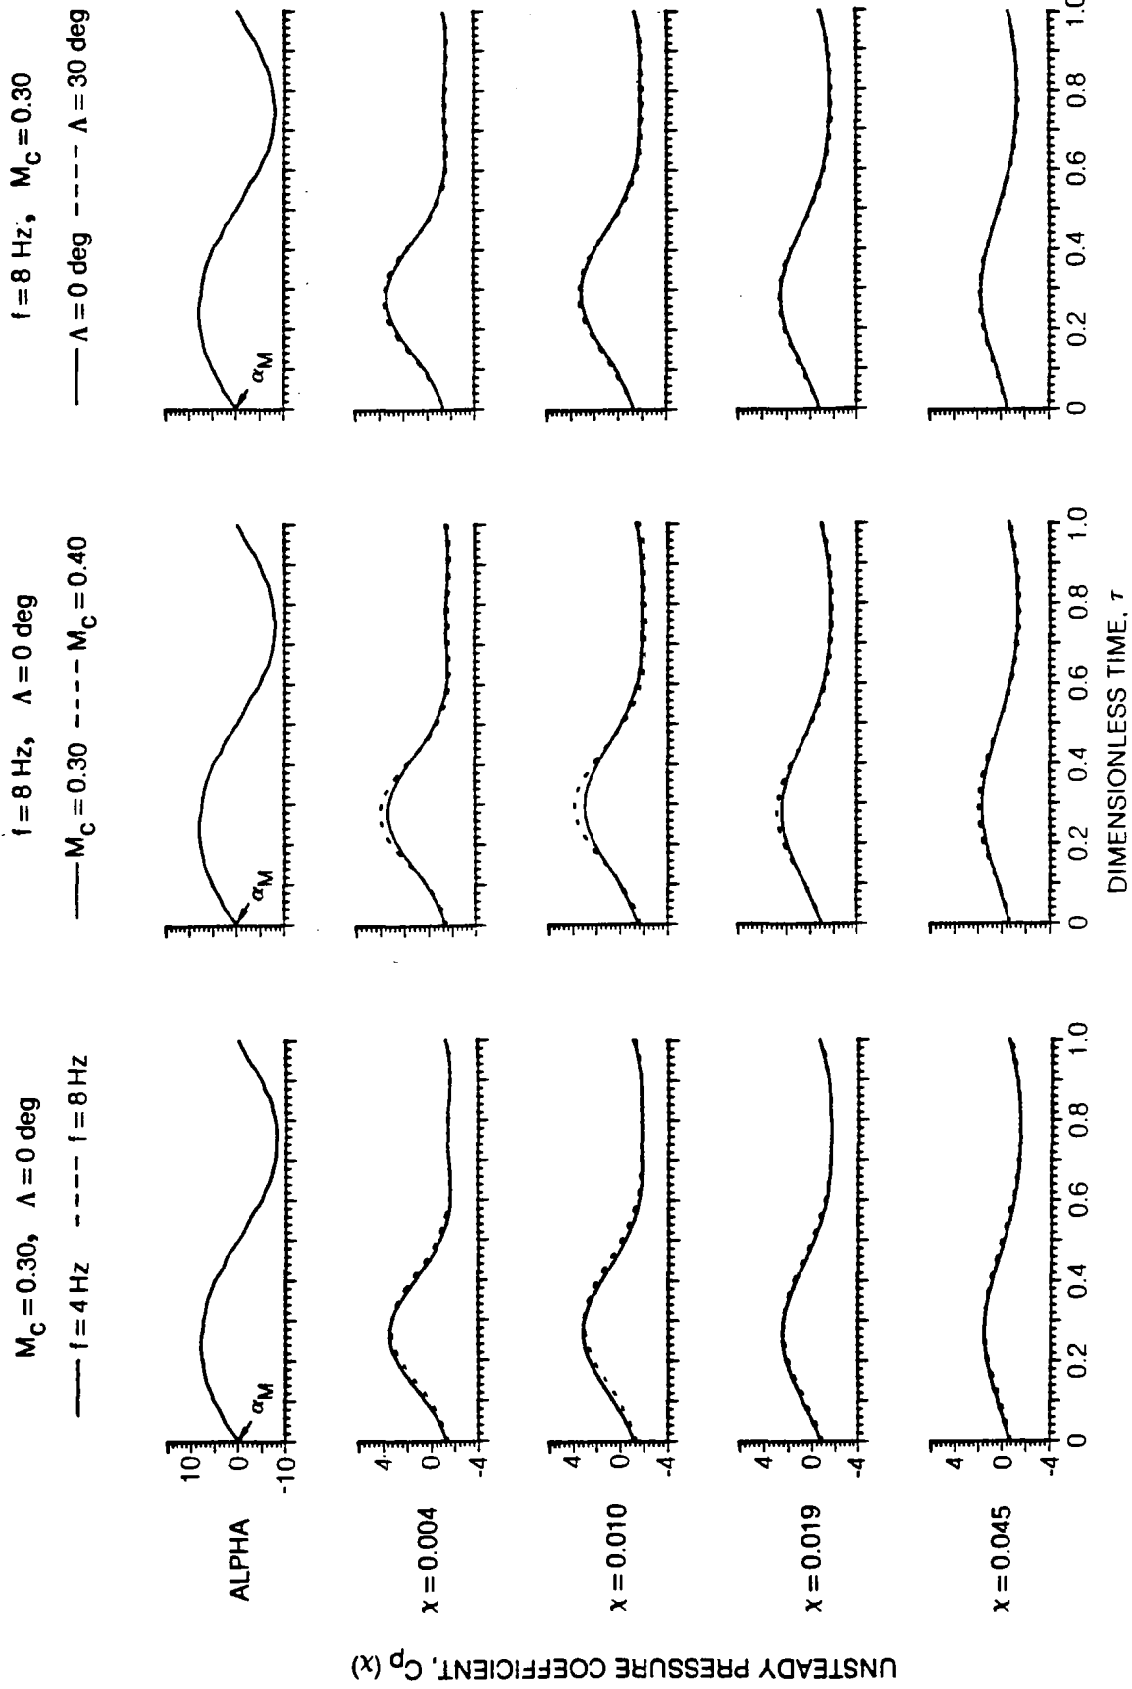 M_C = 0.30, Λ = 0 deg
f = 4 Hz ---- f = 8 Hz
f = 8 Hz, Λ = 0 deg
M_C = 0.30 ---- M_C = 0.40
f = 8 Hz, M_C = 0.30
Λ = 0 deg ---- Λ = 30 deg
ALPHA
10
0
-10
α_M
α_M
α_M
χ = 0.004
4
0
-4
χ = 0.010
4
0
-4
χ = 0.019
4
0
-4
χ = 0.045
4
0
-4
0 0.2 0.4 0.6 0.8 1.0
0 0.2 0.4 0.6 0.8 1.0
0 0.2 0.4 0.6 0.8 1.0
DIMENSIONLESS TIME, τ
UNSTEADY PRESSURE COEFFICIENT, C_p (χ)